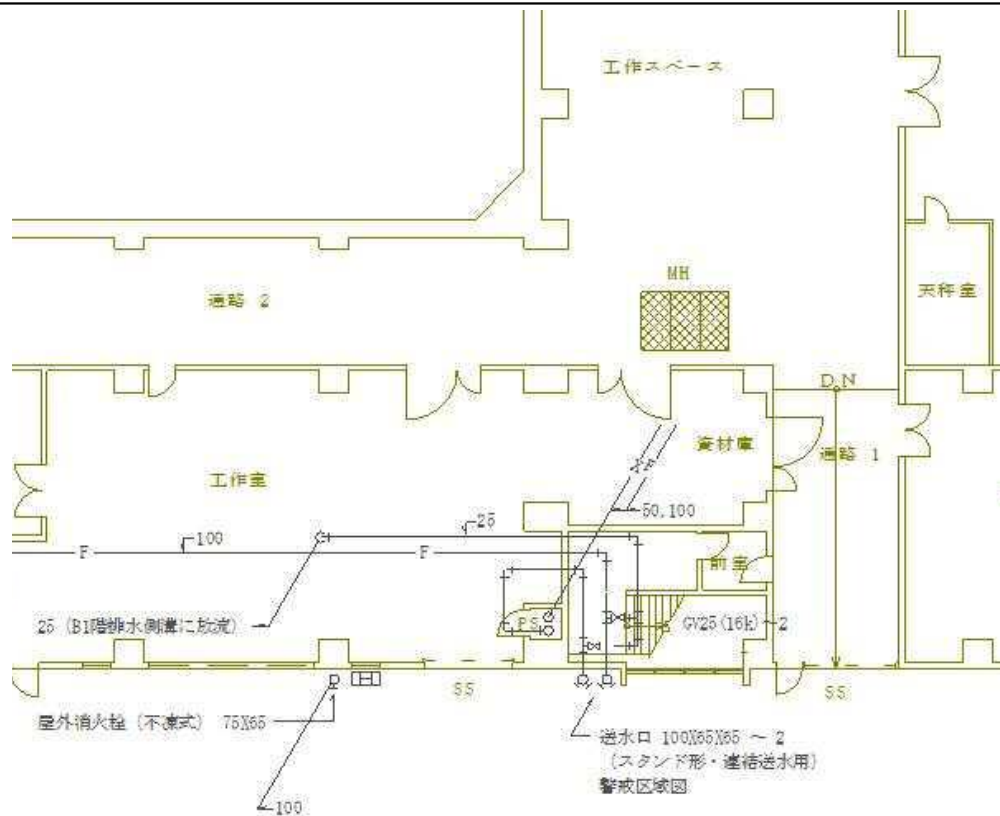 工作スペース
MH
通路 2
天秤室
DN
資材庫
通路 1
工作室
50,100
25
100
F
F
前室
25 (B1階排水側溝に放流)
PS
GV25(16k)～2
SS
SS
屋外消火栓 (不凍式) 75X65
送水口 100X65X65 ～ 2
(スタンド形・連結送水用)
警戒区域図
100